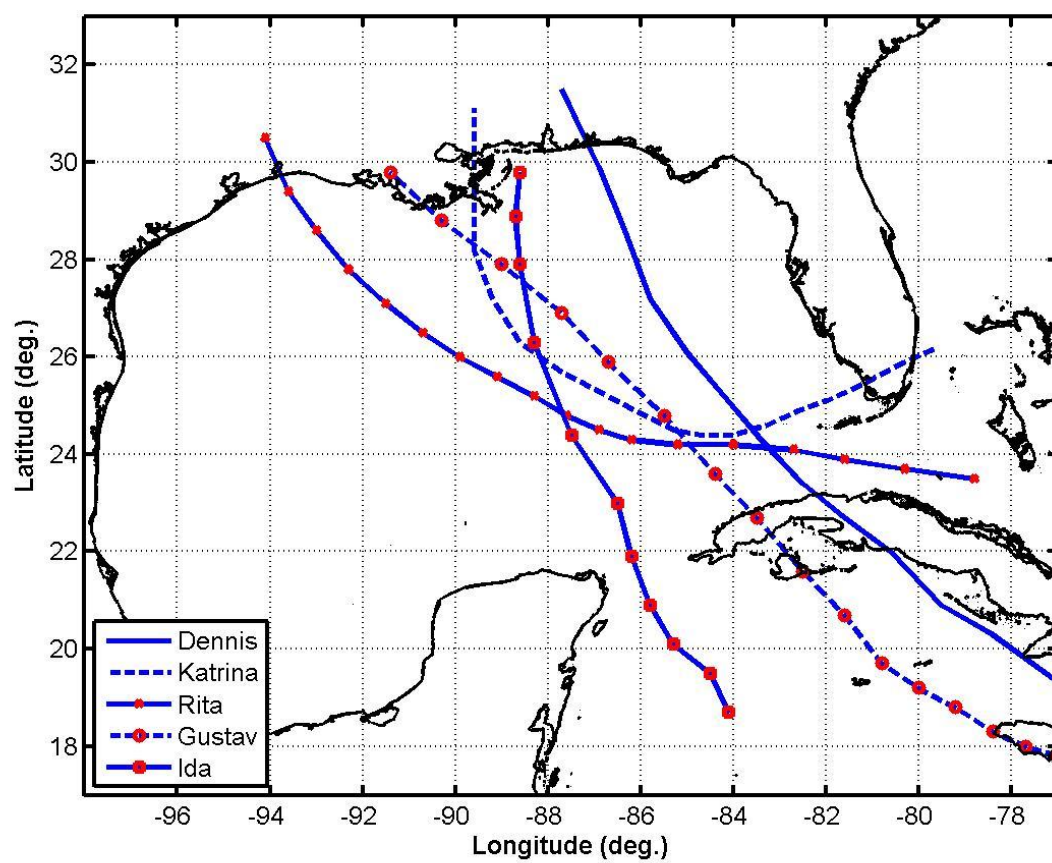 32
30
28
26
24
22
20
18
Latitude (deg.)
Dennis
Katrina
Rita
Gustav
Ida
-96 -94 -92 -90 -88 -86 -84 -82 -80 -78
Longitude (deg.)